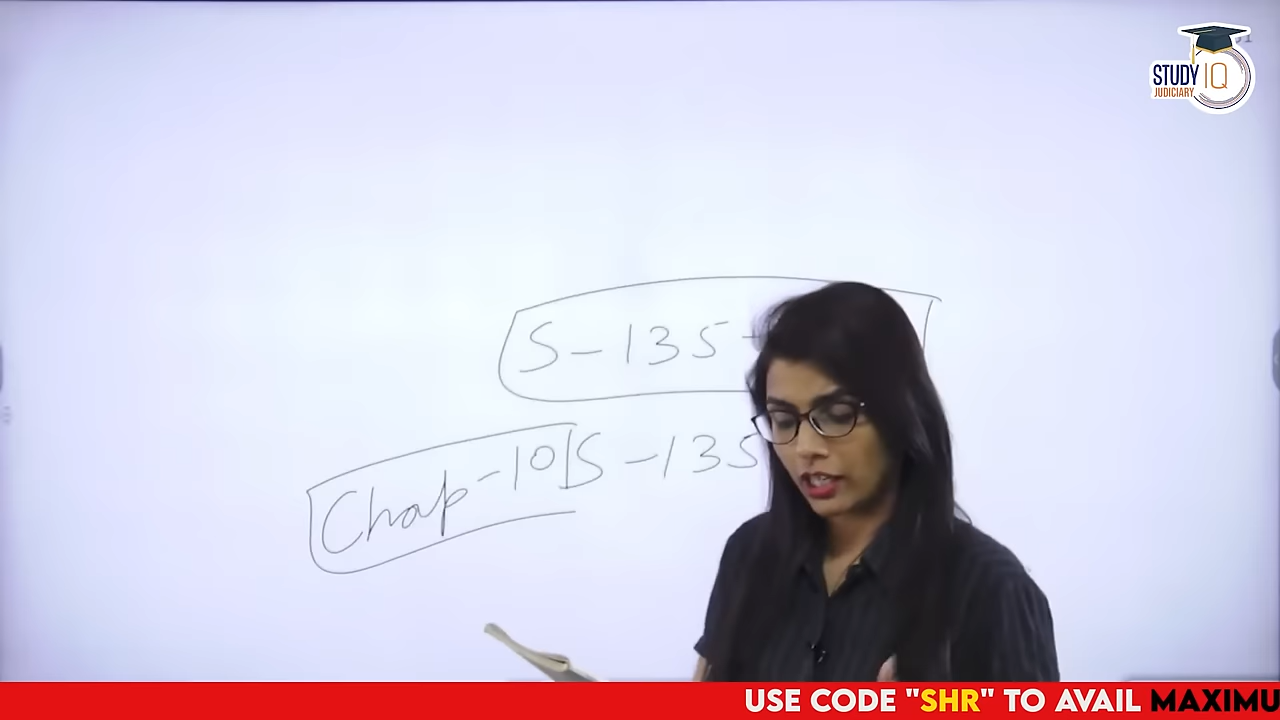 STUDY IQ
JUDICIARY
S-135
Chap-10 S-135
USE CODE "SHR" TO AVAIL MAXIMU